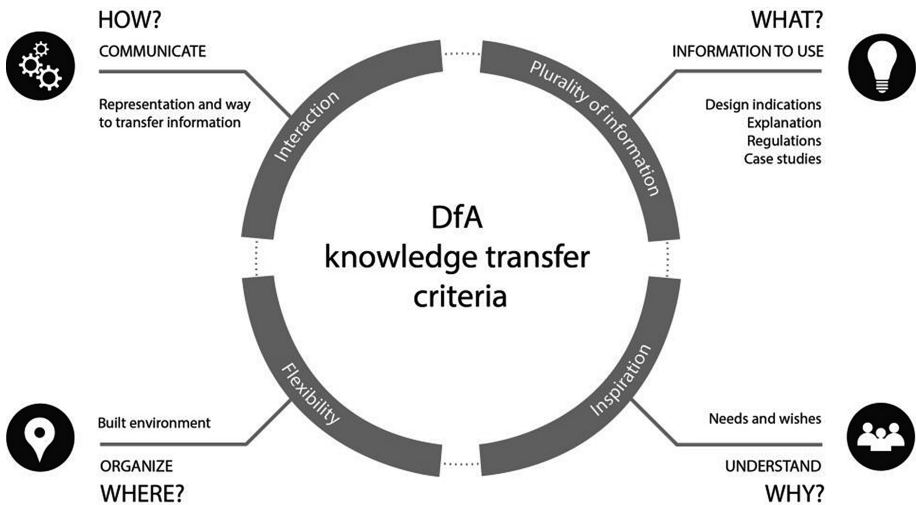 HOW?
COMMUNICATE
Representation and way
to transfer information
Interaction
WHAT?
INFORMATION TO USE
Design indications
Explanation
Regulations
Case studies
Plurality of information
DfA
knowledge transfer
criteria
Flexibility
Built environment
ORGANIZE
WHERE?
Inspiration
Needs and wishes
UNDERSTAND
WHY?